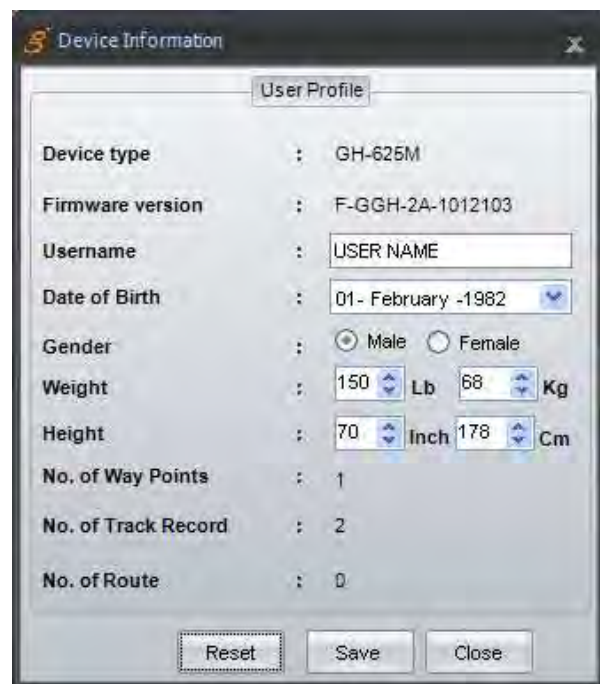 Device Information
User Profile
Device type : GH-625M
Firmware version : F-GGH-2A-1012103
Username : USER NAME
Date of Birth : 01- February -1982
Gender : Male Female
Weight : 150 Lb 68 Kg
Height : 70 Inch 178 Cm
No. of Way Points : 1
No. of Track Record : 2
No. of Route : 0
Reset Save Close